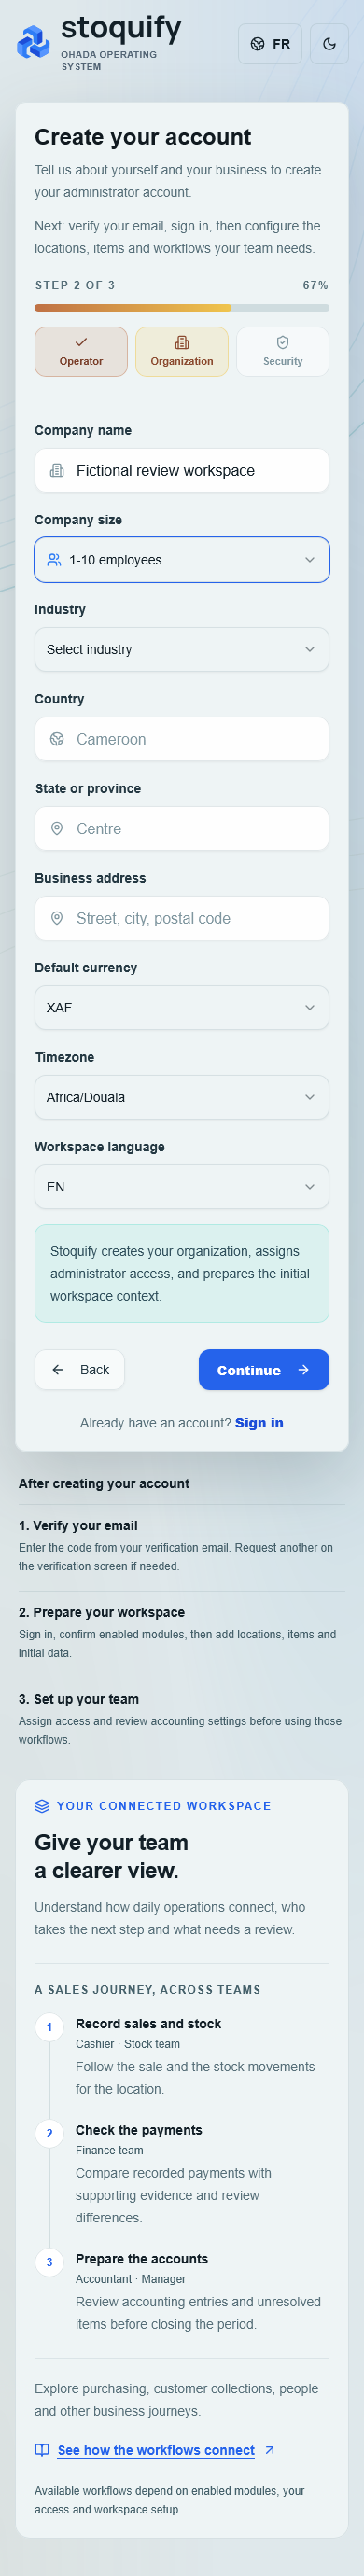 stoquify
OHADA OPERATING
SYSTEM
FR
Create your account
Tell us about yourself and your business to create
your administrator account.
Next: verify your email, sign in, then configure the
locations, items and workflows your team needs.
STEP 2 OF 3
67%
Operator
Organization
Security
Company name
Fictional review workspace
Company size
1-10 employees
Industry
Select industry
Country
Cameroon
State or province
Centre
Business address
Street, city, postal code
Default currency
XAF
Timezone
Africa/Douala
Workspace language
EN
Stoquify creates your organization, assigns
administrator access, and prepares the initial
workspace context.
Back
Continue
Already have an account? Sign in
After creating your account
1. Verify your email
Enter the code from your verification email. Request another on
the verification screen if needed.
2. Prepare your workspace
Sign in, confirm enabled modules, then add locations, items and
initial data.
3. Set up your team
Assign access and review accounting settings before using those
workflows.
YOUR CONNECTED WORKSPACE
Give your team
a clearer view.
Understand how daily operations connect, who
takes the next step and what needs a review.
A SALES JOURNEY, ACROSS TEAMS
1
Record sales and stock
Cashier · Stock team
Follow the sale and the stock movements
for the location.
2
Check the payments
Finance team
Compare recorded payments with
supporting evidence and review
differences.
3
Prepare the accounts
Accountant · Manager
Review accounting entries and unresolved
items before closing the period.
Explore purchasing, customer collections, people
and other business journeys.
See how the workflows connect
Available workflows depend on enabled modules, your
access and workspace setup.